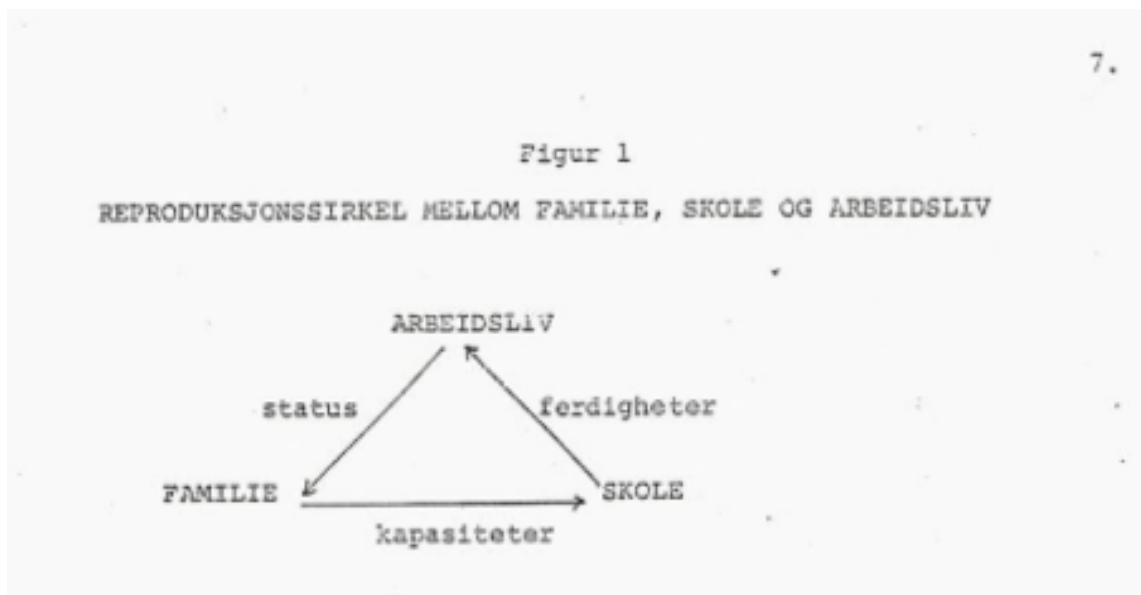 7.
Figur 1
REPRODUKSJONSSIRKEL MELLOM FAMILIE, SKOLE OG ARBEIDSLIV
ARBEIDSLIV
status
ferdigheter
FAMILIE
SKOLE
kapasiteter